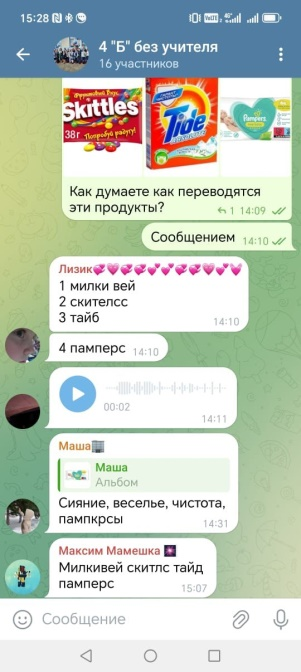 15:28
4 "Б" без учителя
16 участников
Фруктовый Вкус
Skittles
38г Попробуй радугу!
Tide
Pampers
Как думаете как переводятся
эти продукты?
1 14:09
Сообщением 14:10
Лизик💞💞💞💕💕💞💞💗💗💕💕
1 милки вей
2 скителсс
3 тайб
14:10
4 памперс 14:10
00:02
14:11
Маша🏢
Маша
Альбом
Сияние, веселье, чистота,
пампкрсы
14:31
Максим Мамешка 🎆
Милкивей скитлс тайд
памперс
15:07
Сообщение